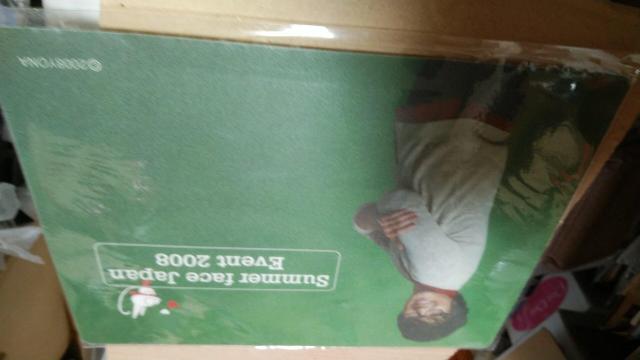 Summer face Japan
Event 2008
©2008YONA